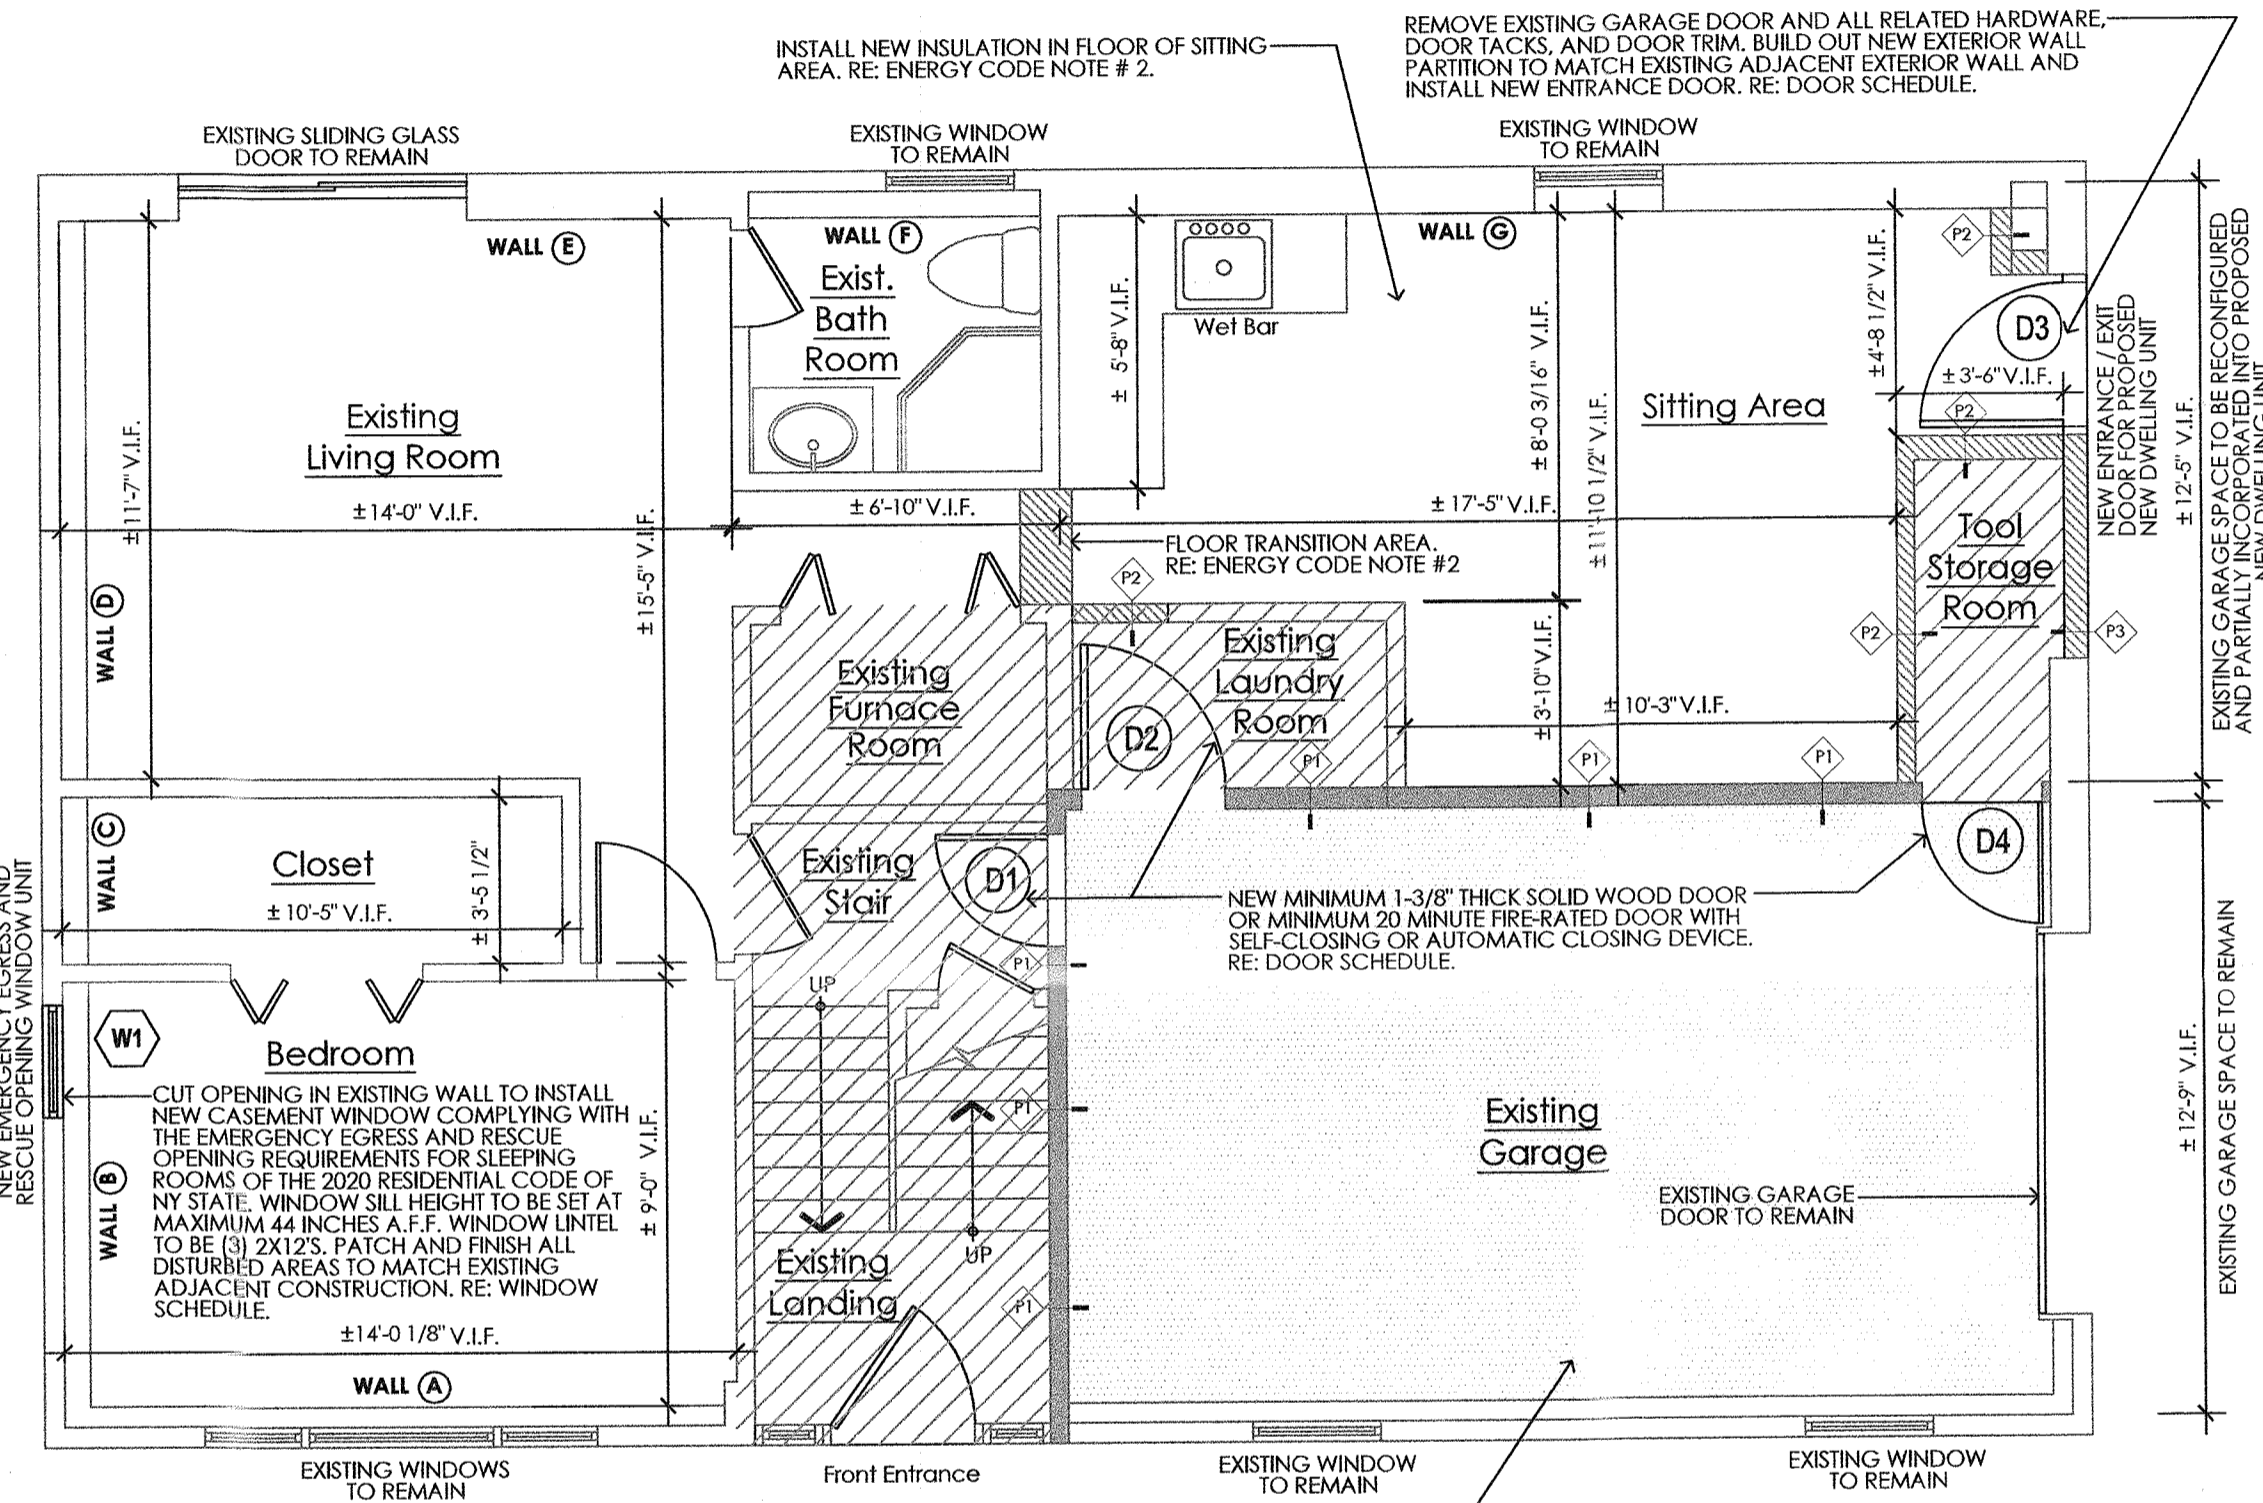 INSTALL NEW INSULATION IN FLOOR OF SITTING
AREA. RE: ENERGY CODE NOTE # 2.
REMOVE EXISTING GARAGE DOOR AND ALL RELATED HARDWARE,
DOOR TACKS, AND DOOR TRIM. BUILD OUT NEW EXTERIOR WALL
PARTITION TO MATCH EXISTING ADJACENT EXTERIOR WALL AND
INSTALL NEW ENTRANCE DOOR. RE: DOOR SCHEDULE.
EXISTING SLIDING GLASS
DOOR TO REMAIN
EXISTING WINDOW
TO REMAIN
EXISTING WINDOW
TO REMAIN
WALL E
WALL F
WALL G
Exist.
Bath
Room
Wet Bar
P2
D3
± 5'-8" V.I.F.
±8'-0 3/16" V.I.F.
±11'-10 1/2" V.I.F.
±4'-8 1/2" V.I.F.
±3'-6" V.I.F.
P2
Sitting Area
NEW ENTRANCE / EXIT
DOOR FOR PROPOSED
NEW DWELLING UNIT
±12'-5" V.I.F.
EXISTING GARAGE SPACE TO BE RECONFIGURED
AND PARTIALLY INCORPORATED INTO PROPOSED
NEW DWELLING UNIT
Existing
Living Room
±11'-7" V.I.F.
±14'-0" V.I.F.
±15'-5" V.I.F.
±6'-10" V.I.F.
±17'-5" V.I.F.
FLOOR TRANSITION AREA.
RE: ENERGY CODE NOTE #2
Tool
Storage
Room
P2
P2
P3
WALL D
Existing
Furnace
Room
Existing
Laundry
Room
D2
±3'-10" V.I.F.
±10'-3" V.I.F.
P1
P1
P1
WALL C
Closet
±10'-5" V.I.F.
± 3'-5 1/2"
Existing
Stair
D1
D4
NEW MINIMUM 1-3/8" THICK SOLID WOOD DOOR
OR MINIMUM 20 MINUTE FIRE-RATED DOOR WITH
SELF-CLOSING OR AUTOMATIC CLOSING DEVICE.
RE: DOOR SCHEDULE.
NEW EMERGENCY EGRESS AND
RESCUE OPENING WINDOW UNIT
P1
UP
W1
Bedroom
CUT OPENING IN EXISTING WALL TO INSTALL
NEW CASEMENT WINDOW COMPLYING WITH
THE EMERGENCY EGRESS AND RESCUE
OPENING REQUIREMENTS FOR SLEEPING
ROOMS OF THE 2020 RESIDENTIAL CODE OF
NY STATE. WINDOW SILL HEIGHT TO BE SET AT
MAXIMUM 44 INCHES A.F.F. WINDOW LINTEL
TO BE (3) 2X12'S. PATCH AND FINISH ALL
DISTURBED AREAS TO MATCH EXISTING
ADJACENT CONSTRUCTION. RE: WINDOW
SCHEDULE.
WALL B
± 9'-0" V.I.F.
P1
Existing
Garage
EXISTING GARAGE
DOOR TO REMAIN
±12'-9" V.I.F.
EXISTING GARAGE SPACE TO REMAIN
UP
Existing
Landing
P1
±14'-0 1/8" V.I.F.
WALL A
EXISTING WINDOWS
TO REMAIN
Front Entrance
EXISTING WINDOW
TO REMAIN
EXISTING WINDOW
TO REMAIN